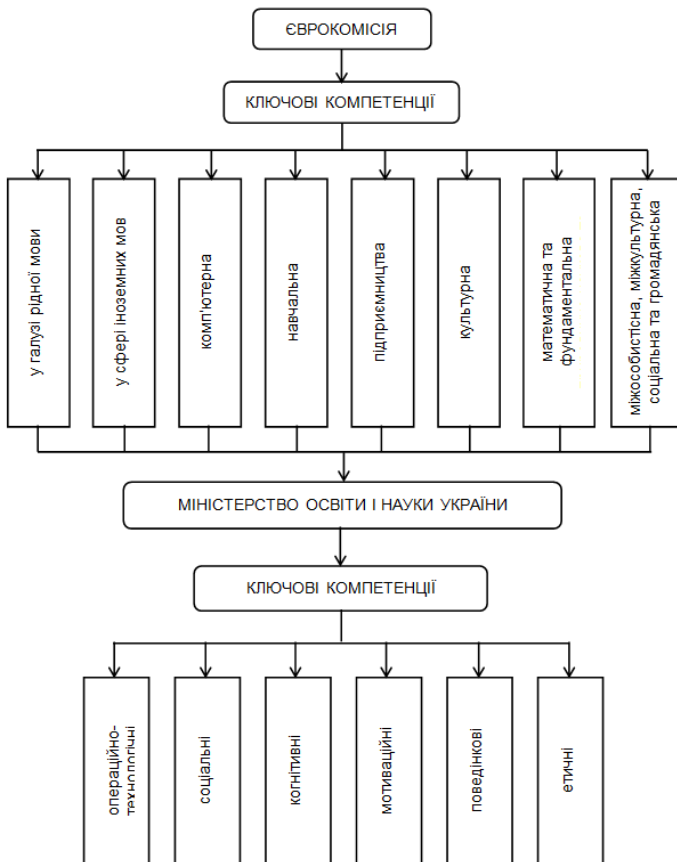 ЄВРОКОМІСІЯ
КЛЮЧОВІ КОМПЕТЕНЦІЇ
у галузі рідної мови
у сфері іноземних мов
комп'ютерна
навчальна
підприємництва
культурна
математична та
фундаментальна
міжособистісна, міжкультурна,
соціальна та громадянська
МІНІСТЕРСТВО ОСВІТИ І НАУКИ УКРАЇНИ
КЛЮЧОВІ КОМПЕТЕНЦІЇ
операційно-
технологічні
соціальні
когнітивні
мотиваційні
поведінкові
етичні